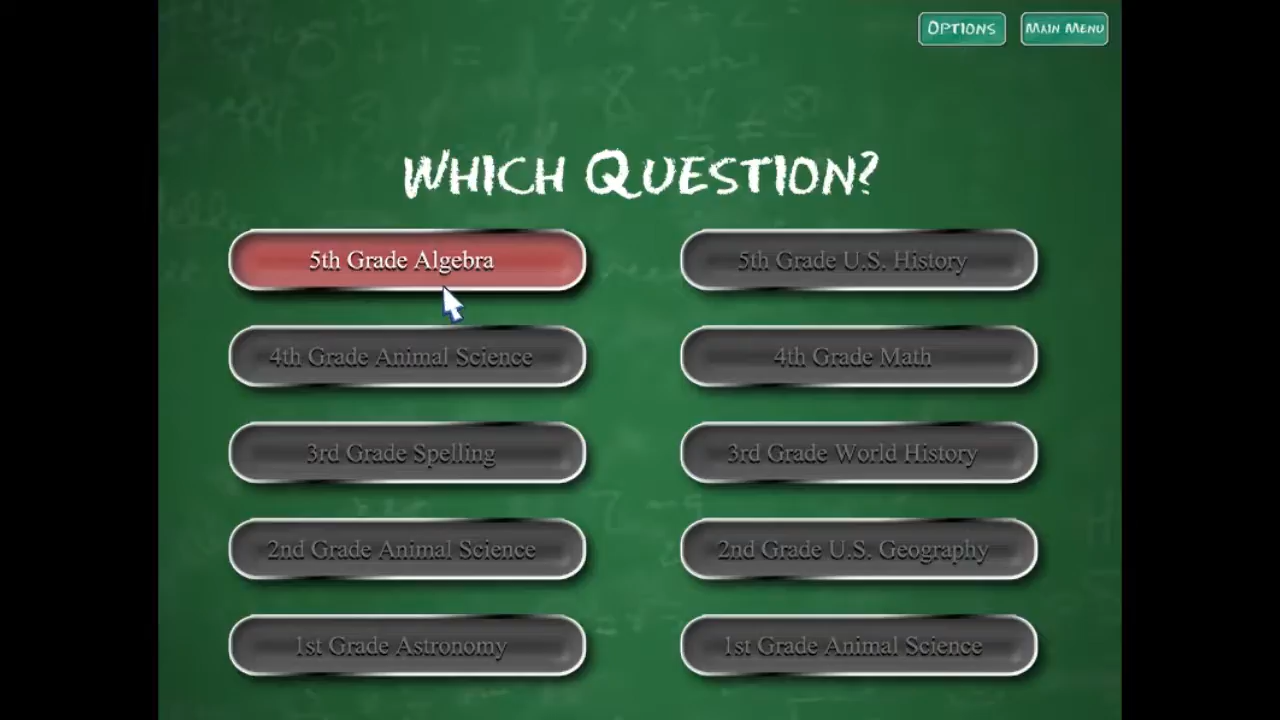 OPTIONS
MAIN MENU
WHICH QUESTION?
5th Grade Algebra
5th Grade U.S. History
4th Grade Animal Science
4th Grade Math
3rd Grade Spelling
3rd Grade World History
2nd Grade Animal Science
2nd Grade U.S. Geography
1st Grade Astronomy
1st Grade Animal Science